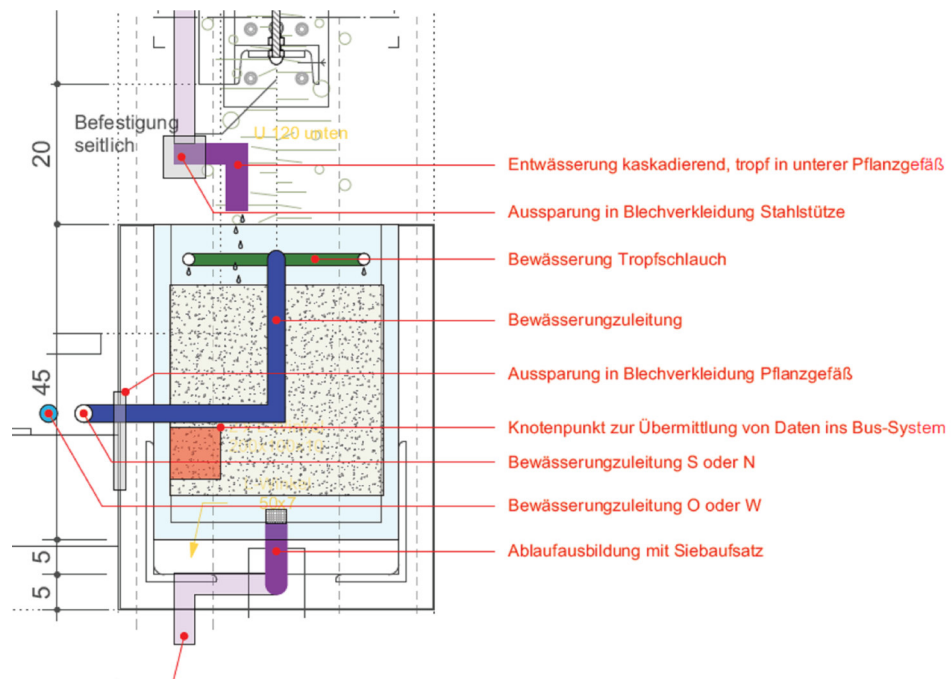 Befestigung
seitlich
U 120 unten
20
Entwässerung kaskadierend, tropf in unterer Pflanzgefäß
Aussparung in Blechverkleidung Stahlstütze
Bewässerung Tropfschlauch
Bewässerungzuleitung
45
Aussparung in Blechverkleidung Pflanzgefäß
Knotenpunkt zur Übermittlung von Daten ins Bus-System
Bewässerungzuleitung S oder N
50x7
Bewässerungzuleitung O oder W
Ablaufausbildung mit Siebaufsatz
5
5